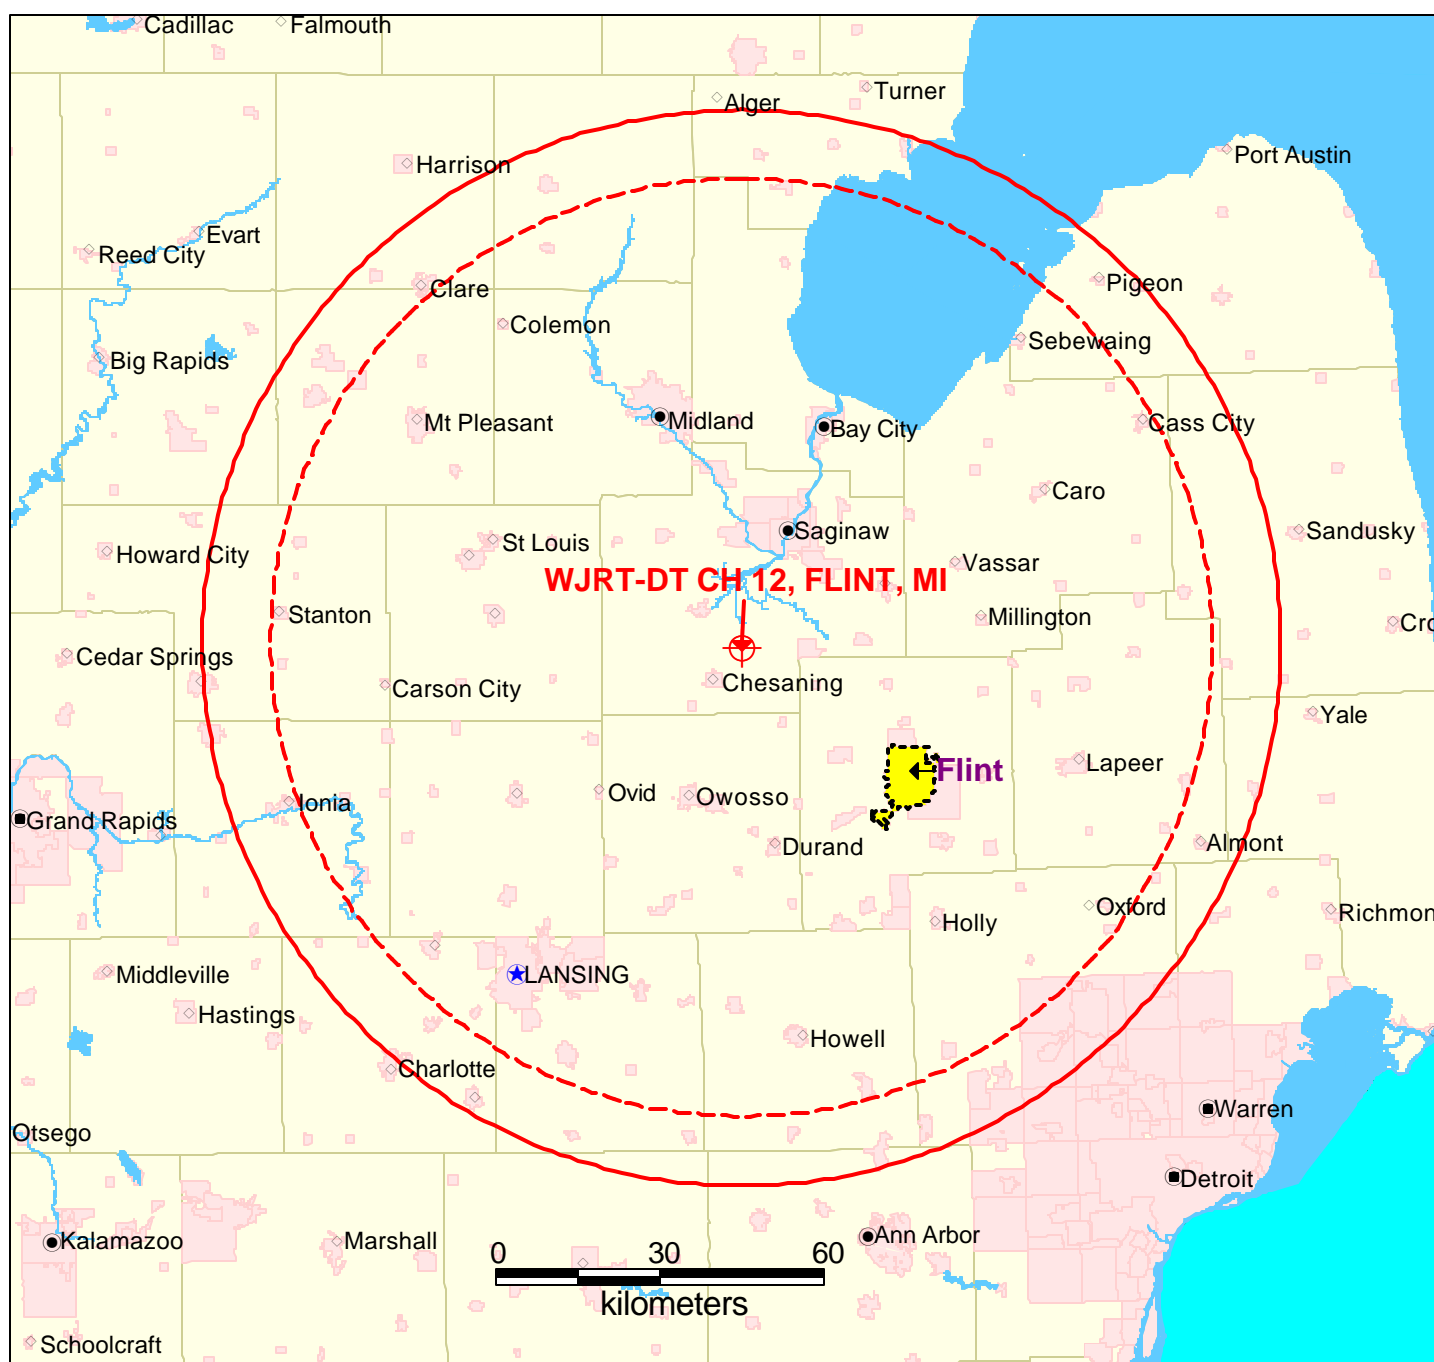 Cadillac
Falmouth
Turner
Alger
Port Austin
Harrison
Evart
Reed City
Pigeon
Clare
Colemon
Sebewaing
Big Rapids
Mt Pleasant
Midland
Bay City
Cass City
Caro
Saginaw
Sandusky
Howard City
St Louis
Vassar
WJRT-DT CH 12, FLINT, MI
Stanton
Millington
Cro
Cedar Springs
Carson City
Chesaning
Yale
Lapeer
Flint
Ionia
Ovid
Owosso
Grand Rapids
Durand
Almont
Oxford
Richmon
Holly
Middleville
LANSING
Hastings
Howell
Charlotte
Warren
Otsego
Detroit
Kalamazoo
Marshall
Ann Arbor
0 30 60
kilometers
Schoolcraft